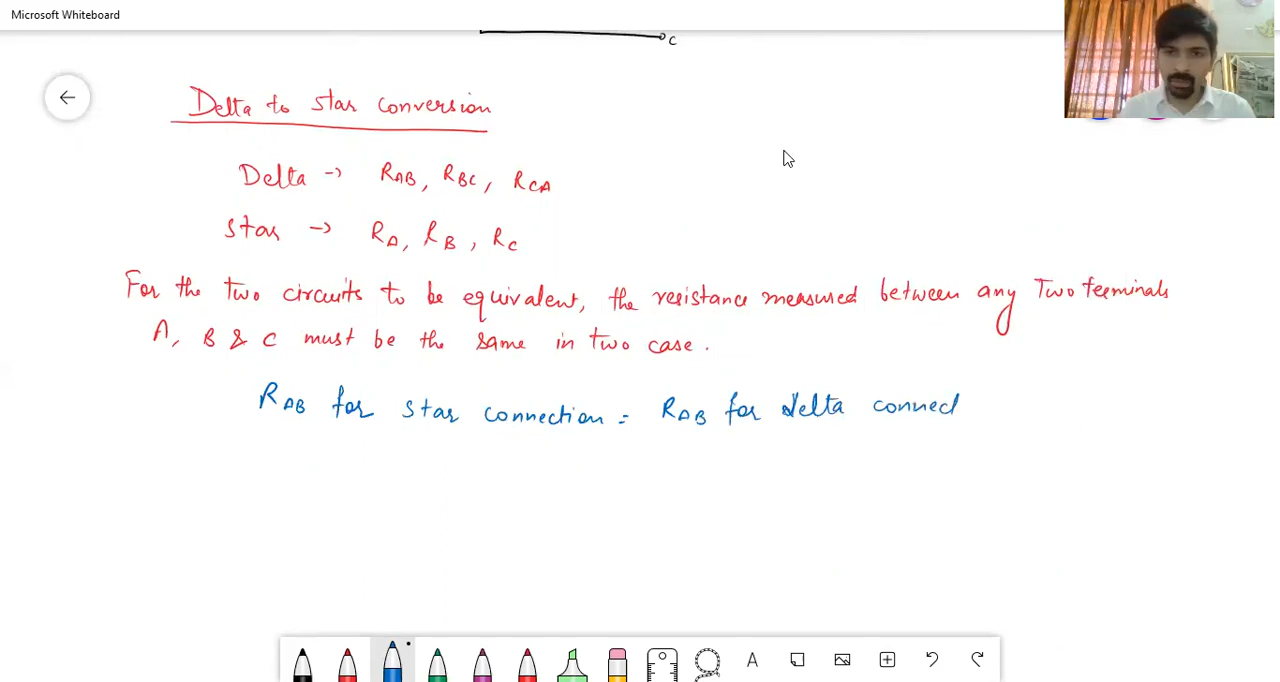 Microsoft Whiteboard
C
Delta to star conversion
Delta → RAB, RBC, RCA
Star → RA, RB, RC
For the two circuits to be equivalent, the resistance measured between any Two terminals
A, B & C must be the same in two case.
RAB for star connection = RAB for delta connect
A